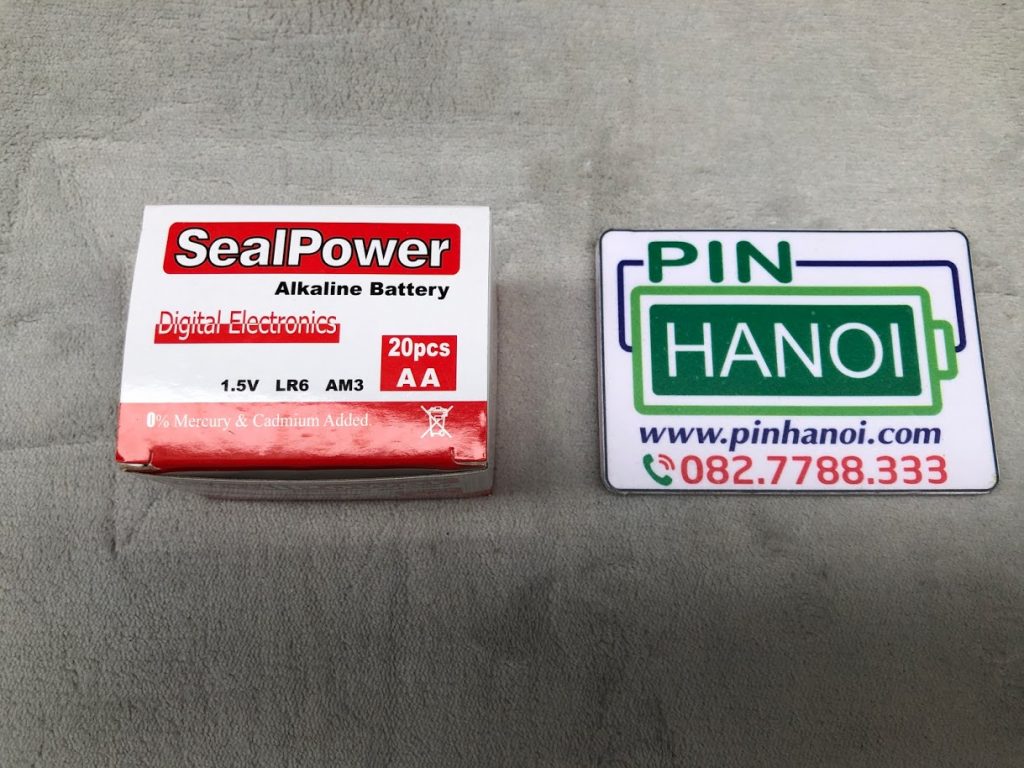 SealPower
Alkaline Battery
Digital Electronics
20pcs
AA
1.5V LR6 AM3
0% Mercury & Cadmium Added
PIN
HANOI
www.pinhanoi.com
082.7788.333